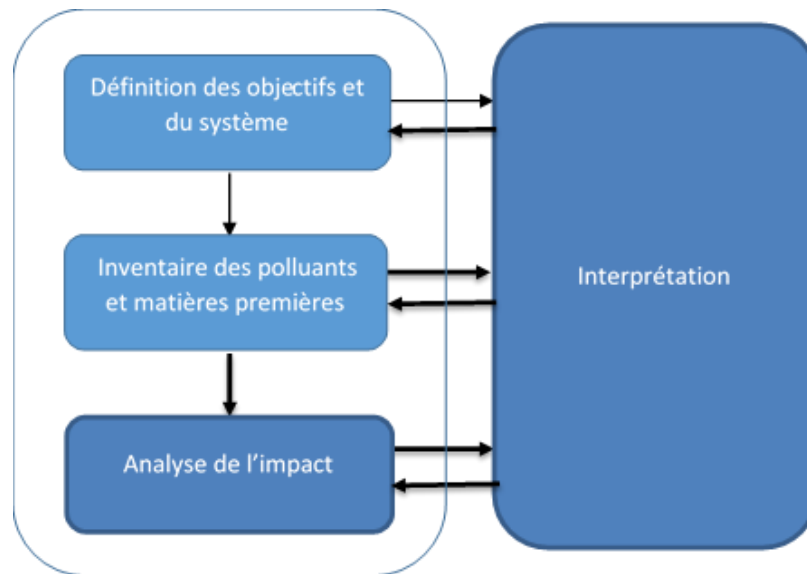 Définition des objectifs et
du système
Inventaire des polluants
et matières premières
Interprétation
Analyse de l’impact